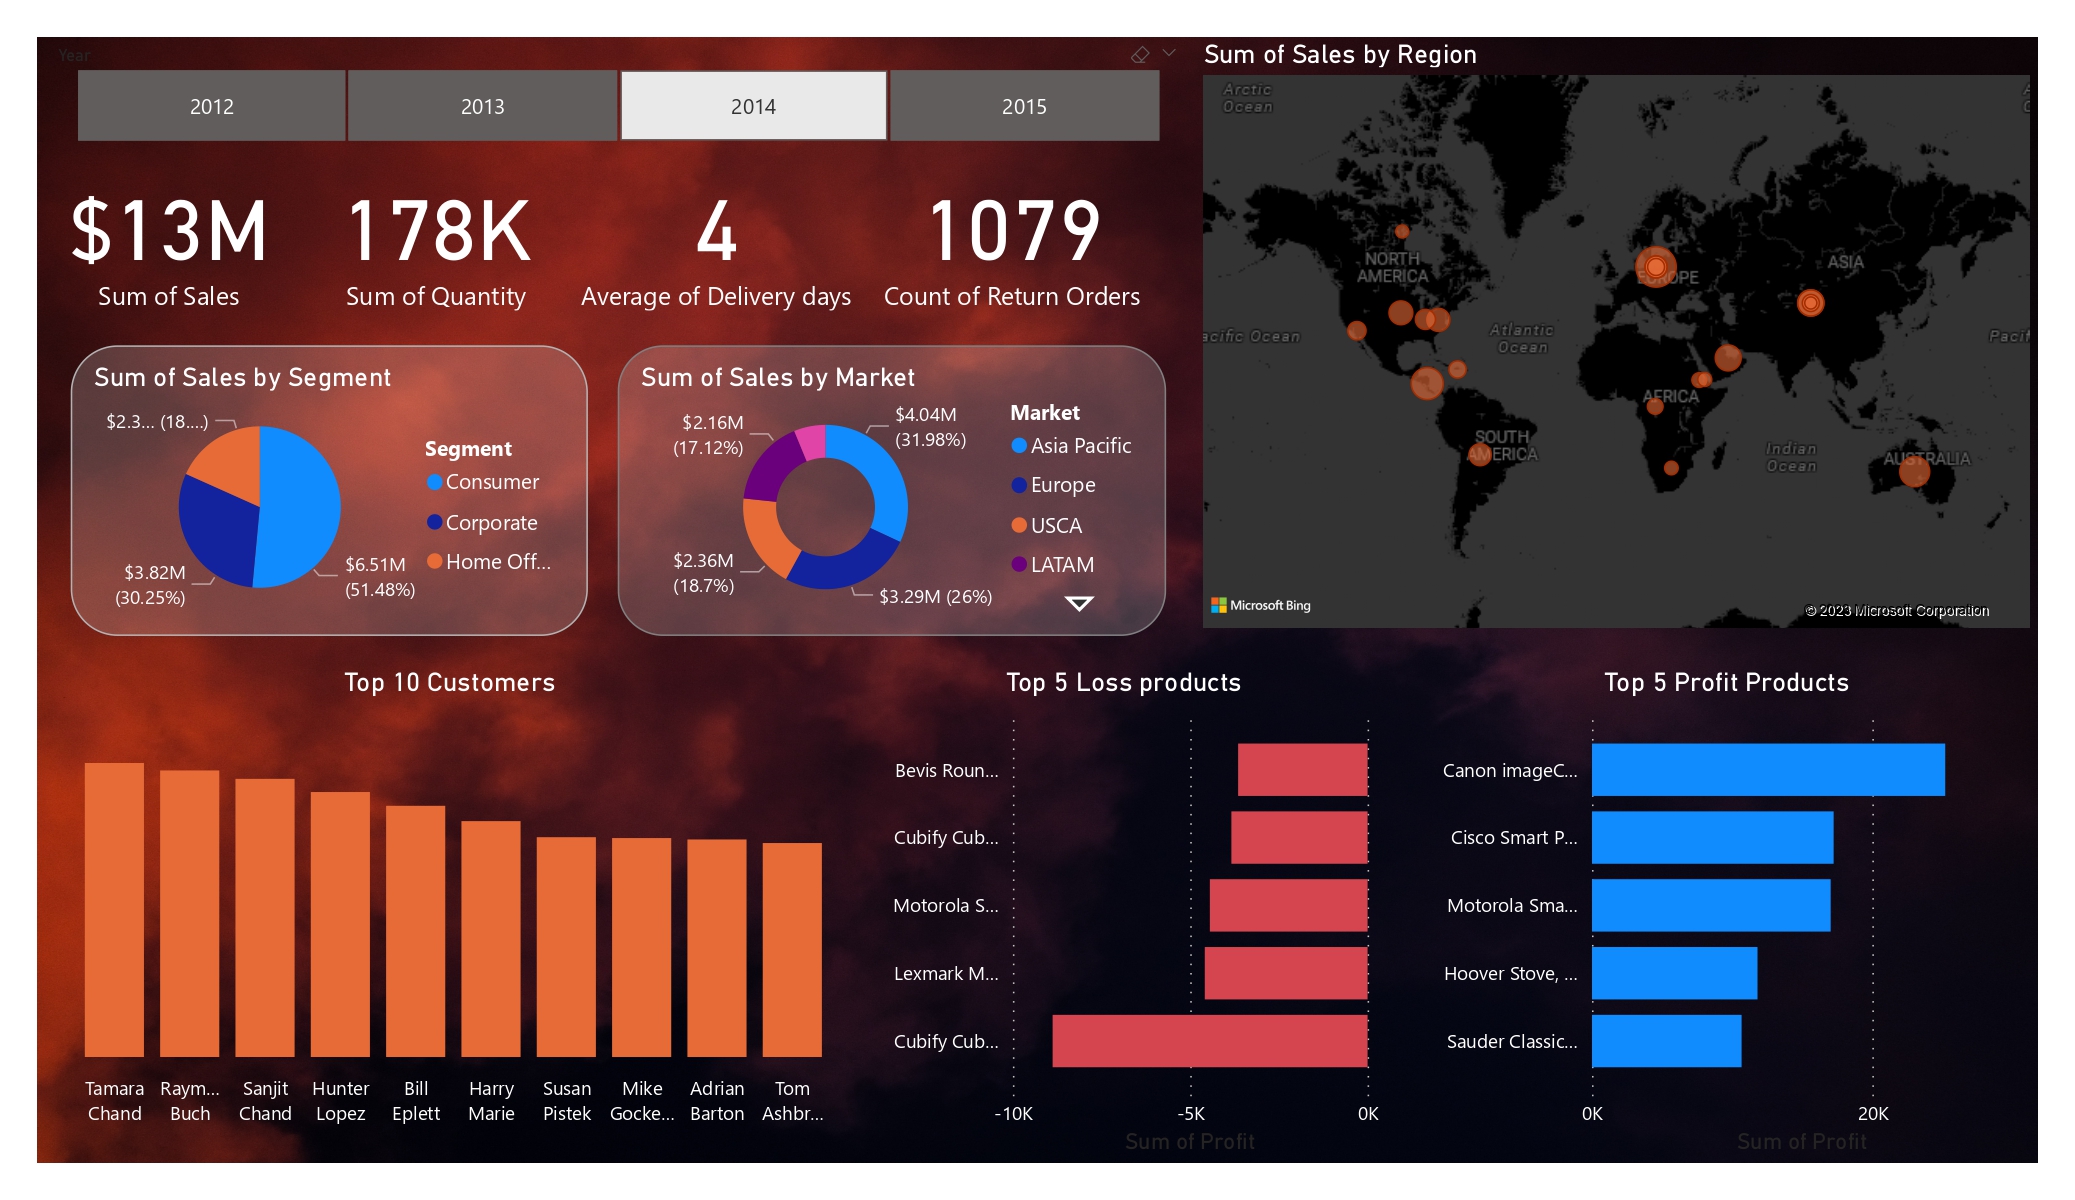 Year
2012
2013
2014
2015
$13M
Sum of Sales
178K
Sum of Quantity
4
Average of Delivery days
1079
Count of Return Orders
Sum of Sales by Segment
$2.3... (18....)
$3.82M
(30.25%)
$6.51M
(51.48%)
Segment
Consumer
Corporate
Home Off...
Sum of Sales by Market
$2.16M
(17.12%)
$4.04M
(31.98%)
$2.36M
(18.7%)
$3.29M (26%)
Market
Asia Pacific
Europe
USCA
LATAM
Sum of Sales by Region
Arctic
Ocean
NORTH
AMERICA
EUROPE
ASIA
acific Ocean
Atlantic
Ocean
Pacif
AFRICA
SOUTH
AMERICA
Indian
Ocean
AUSTRALIA
Microsoft Bing
© 2023 Microsoft Corporation
Top 10 Customers
Tamara
Chand
Raym...
Buch
Sanjit
Chand
Hunter
Lopez
Bill
Eplett
Harry
Marie
Susan
Pistek
Mike
Gocke...
Adrian
Barton
Tom
Ashbr...
Top 5 Loss products
Bevis Roun...
Cubify Cub...
Motorola S...
Lexmark M...
Cubify Cub...
-10K
-5K
0K
Sum of Profit
Top 5 Profit Products
Canon imageC...
Cisco Smart P...
Motorola Sma...
Hoover Stove, ...
Sauder Classic...
0K
20K
Sum of Profit